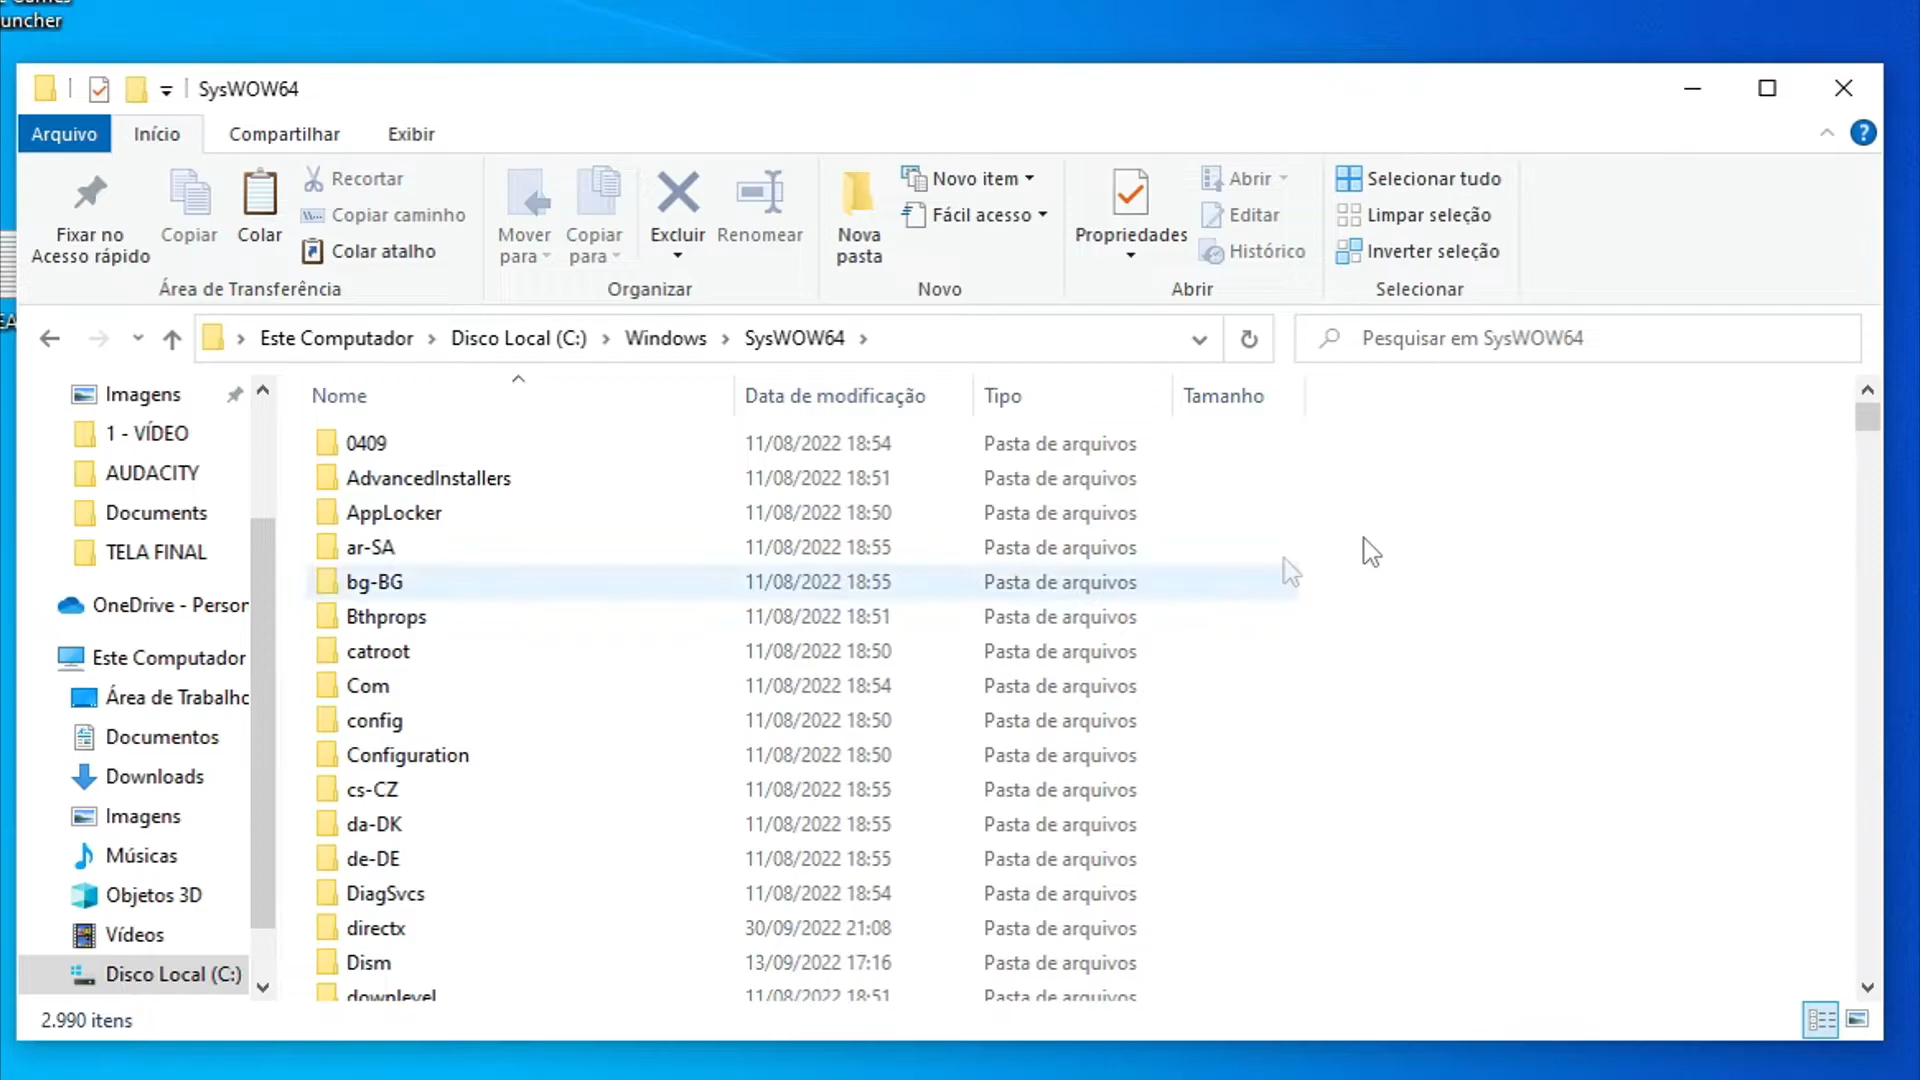 uncher
SysWOW64
Arquivo Início Compartilhar Exibir
Fixar no Acesso rápido
Copiar
Colar
Recortar
Copiar caminho
Colar atalho
Área de Transferência
Mover para
Copiar para
Excluir
Renomear
Organizar
Nova pasta
Novo item
Fácil acesso
Novo
Propriedades
Abrir
Editar
Histórico
Abrir
Selecionar tudo
Limpar seleção
Inverter seleção
Selecionar
Este Computador > Disco Local (C:) > Windows > SysWOW64 >
Pesquisar em SysWOW64
Imagens
1 - VÍDEO
AUDACITY
Documents
TELA FINAL
OneDrive - Person
Este Computador
Área de Trabalho
Documentos
Downloads
Imagens
Músicas
Objetos 3D
Vídeos
Disco Local (C:)
Nome Data de modificação Tipo Tamanho
0409 11/08/2022 18:54 Pasta de arquivos
AdvancedInstallers 11/08/2022 18:51 Pasta de arquivos
AppLocker 11/08/2022 18:50 Pasta de arquivos
ar-SA 11/08/2022 18:55 Pasta de arquivos
bg-BG 11/08/2022 18:55 Pasta de arquivos
Bthprops 11/08/2022 18:51 Pasta de arquivos
catroot 11/08/2022 18:50 Pasta de arquivos
Com 11/08/2022 18:54 Pasta de arquivos
config 11/08/2022 18:50 Pasta de arquivos
Configuration 11/08/2022 18:50 Pasta de arquivos
cs-CZ 11/08/2022 18:55 Pasta de arquivos
da-DK 11/08/2022 18:55 Pasta de arquivos
de-DE 11/08/2022 18:55 Pasta de arquivos
DiagSvcs 11/08/2022 18:54 Pasta de arquivos
directx 30/09/2022 21:08 Pasta de arquivos
Dism 13/09/2022 17:16 Pasta de arquivos
downlevel 11/08/2022 18:51 Pasta de arquivos
2.990 itens